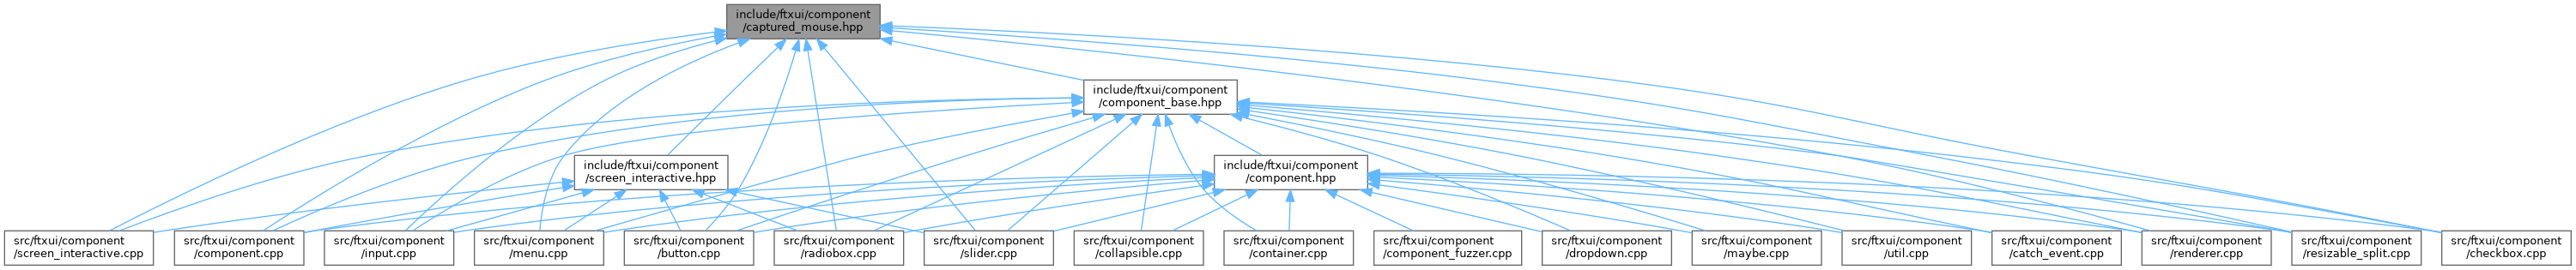 include/ftxui/component
/captured_mouse.hpp
include/ftxui/component
/component_base.hpp
include/ftxui/component
/screen_interactive.hpp
include/ftxui/component
/component.hpp
src/ftxui/component
/screen_interactive.cpp
src/ftxui/component
/component.cpp
src/ftxui/component
/input.cpp
src/ftxui/component
/menu.cpp
src/ftxui/component
/button.cpp
src/ftxui/component
/radiobox.cpp
src/ftxui/component
/slider.cpp
src/ftxui/component
/collapsible.cpp
src/ftxui/component
/container.cpp
src/ftxui/component
/component_fuzzer.cpp
src/ftxui/component
/dropdown.cpp
src/ftxui/component
/maybe.cpp
src/ftxui/component
/util.cpp
src/ftxui/component
/catch_event.cpp
src/ftxui/component
/renderer.cpp
src/ftxui/component
/resizable_split.cpp
src/ftxui/component
/checkbox.cpp